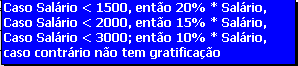 Caso Salário < 1500, então 20% * Salário,
Caso Salário < 2000, então 15% * Salário,
Caso Salário < 3000; então 10% * Salário,
caso contrário não tem gratificação